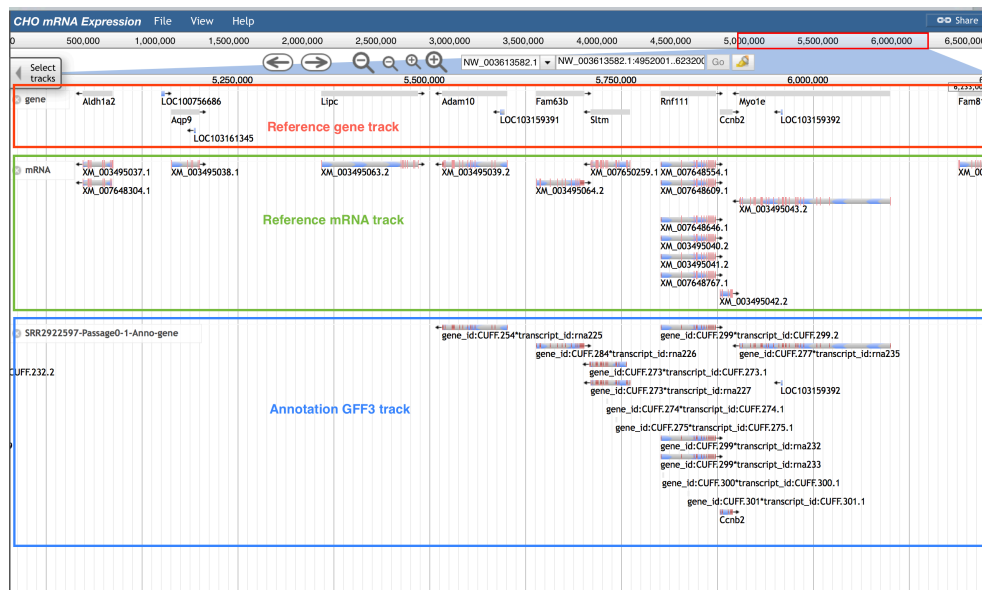 CHO mRNA Expression File View Help Share
0 500,000 1,000,000 1,500,000 2,000,000 2,500,000 3,000,000 3,500,000 4,000,000 4,500,000 5,000,000 5,500,000 6,000,000 6,500,000
Select
tracks
NW_003613582.1 NW_003613582.1:4952001..623200 Go
5,250,000 5,500,000 5,750,000 6,000,000
gene Aldh1a2 LOC100756686 Lipc Adam10 Fam63b Rnf111 Myo1e Fam81
Aqp9 LOC103159391 Sltm Ccnb2 LOC103159392
LOC103161345
Reference gene track
mRNA
XM_003495037.1 XM_003495038.1 XM_003495063.2 XM_003495039.2 XM_007650259.1 XM_007648554.1 XM_00
XM_007648304.1 XM_003495064.2 XM_007648609.1
XM_003495043.2
Reference mRNA track
XM_007648646.1
XM_003495040.2
XM_003495041.2
XM_007648767.1
XM_003495042.2
SRR2922597-Passage0-1-Anno-gene
gene_id:CUFF.254*transcript_id:rna225 gene_id:CUFF.299*transcript_id:CUFF.299.2
gene_id:CUFF.284*transcript_id:rna226 gene_id:CUFF.277*transcript_id:rna235
CUFF.232.2 gene_id:CUFF.273*transcript_id:CUFF.273.1
gene_id:CUFF.273*transcript_id:rna227 LOC103159392
Annotation GFF3 track
gene_id:CUFF.274*transcript_id:CUFF.274.1
gene_id:CUFF.275*transcript_id:CUFF.275.1
gene_id:CUFF.299*transcript_id:rna232
gene_id:CUFF.299*transcript_id:rna233
gene_id:CUFF.300*transcript_id:CUFF.300.1
gene_id:CUFF.301*transcript_id:CUFF.301.1
Ccnb2